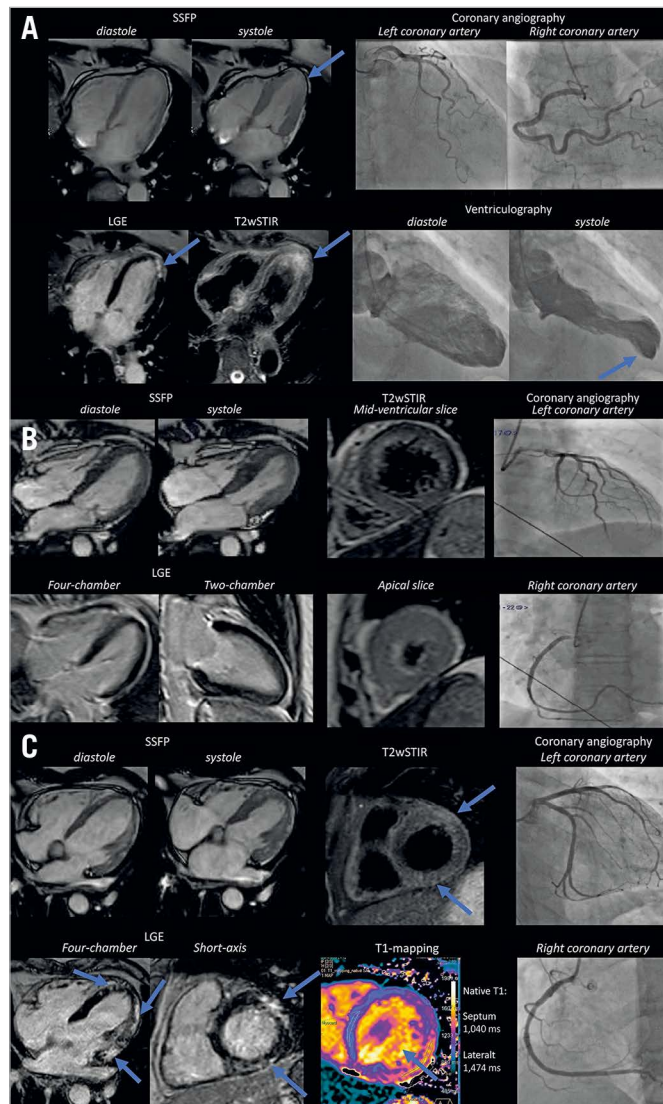 A
SSFP
diastole
systole
Coronary angiography
Left coronary artery
Right coronary artery
LGE
T2wSTIR
Ventriculography
diastole
systole
B
SSFP
diastole
systole
T2wSTIR
Mid-ventricular slice
Coronary angiography
Left coronary artery
LGE
Four-chamber
Two-chamber
Apical slice
Right coronary artery
C
SSFP
diastole
systole
T2wSTIR
Coronary angiography
Left coronary artery
LGE
Four-chamber
Short-axis
T1-mapping
Right coronary artery
Native T1:
Septum
1,040 ms
Lateralt
1,474 ms